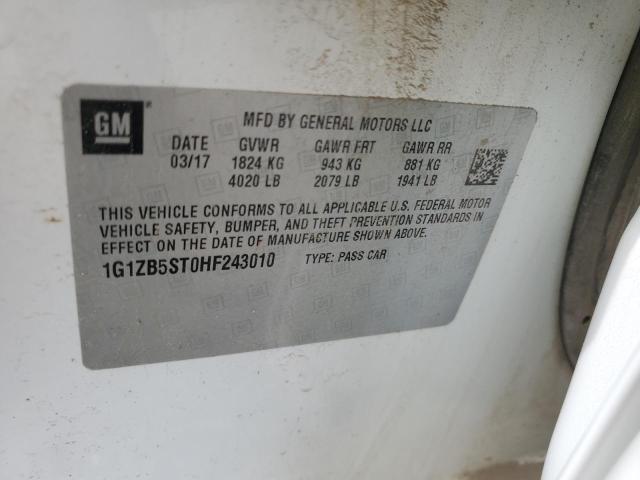 GM
MFD BY GENERAL MOTORS LLC
DATE GVWR GAWR FRT GAWR RR
03/17 1824 KG 943 KG 881 KG
4020 LB 2079 LB 1941 LB
THIS VEHICLE CONFORMS TO ALL APPLICABLE U.S. FEDERAL MOTOR
VEHICLE SAFETY, BUMPER, AND THEFT PREVENTION STANDARDS IN
EFFECT ON THE DATE OF MANUFACTURE SHOWN ABOVE.
1G1ZB5ST0HF243010 TYPE: PASS CAR